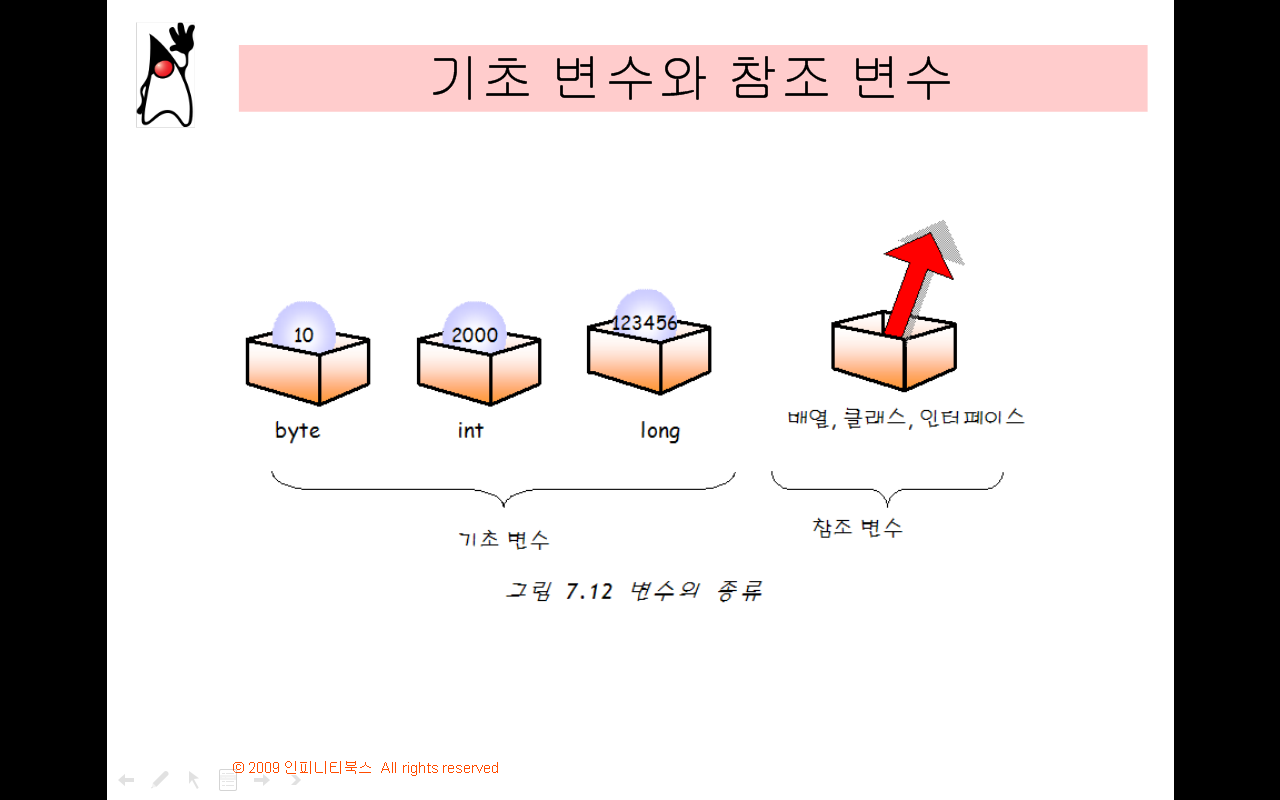 기초 변수와 참조 변수
10
2000
123456
byte
int
long
배열, 클래스, 인터페이스
기초 변수
참조 변수
그림 7.12 변수의 종류
© 2009 인피니티북스 All rights reserved